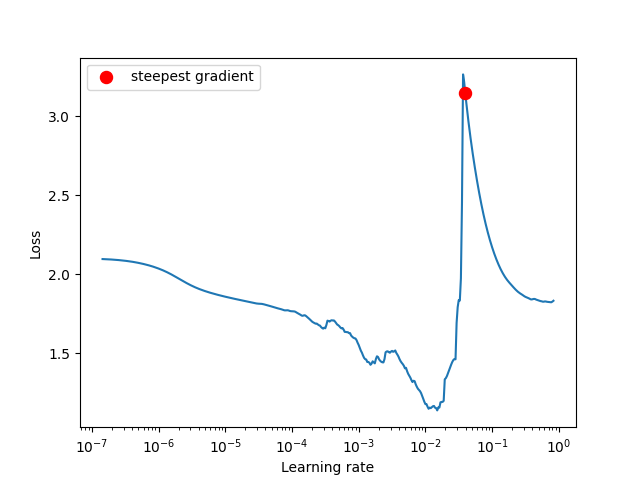 steepest gradient
3.0
2.5
2.0
1.5
Loss
10⁻⁷ 10⁻⁶ 10⁻⁵ 10⁻⁴ 10⁻³ 10⁻² 10⁻¹ 10⁰
Learning rate